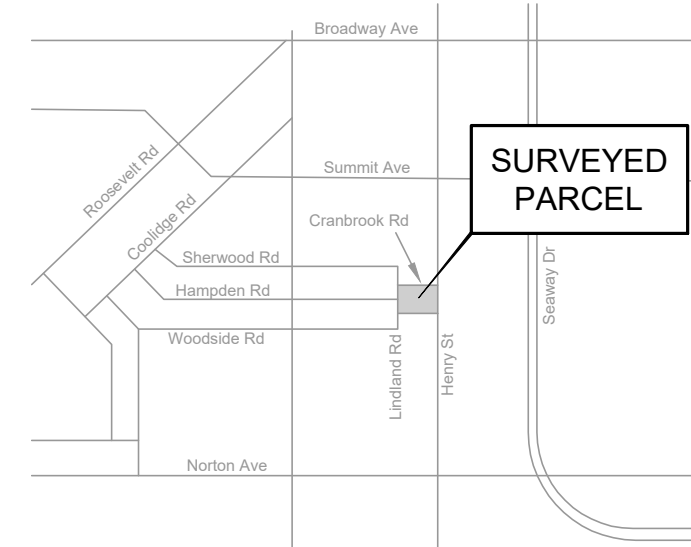 Broadway Ave
Roosevelt Rd
Summit Ave
SURVEYED
PARCEL
Coolidge Rd
Cranbrook Rd
Sherwood Rd
Hampden Rd
Woodside Rd
Lindland Rd
Henry St
Seaway Dr
Norton Ave